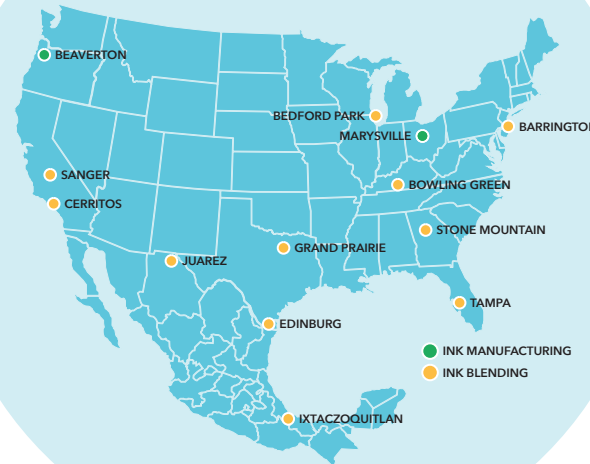 BEAVERTON
BEDFORD PARK
MARYSVILLE
BARRINGTO
SANGER
BOWLING GREEN
CERRITOS
STONE MOUNTAIN
GRAND PRAIRIE
JUAREZ
TAMPA
EDINBURG
INK MANUFACTURING
INK BLENDING
IXTACZOQUITLAN